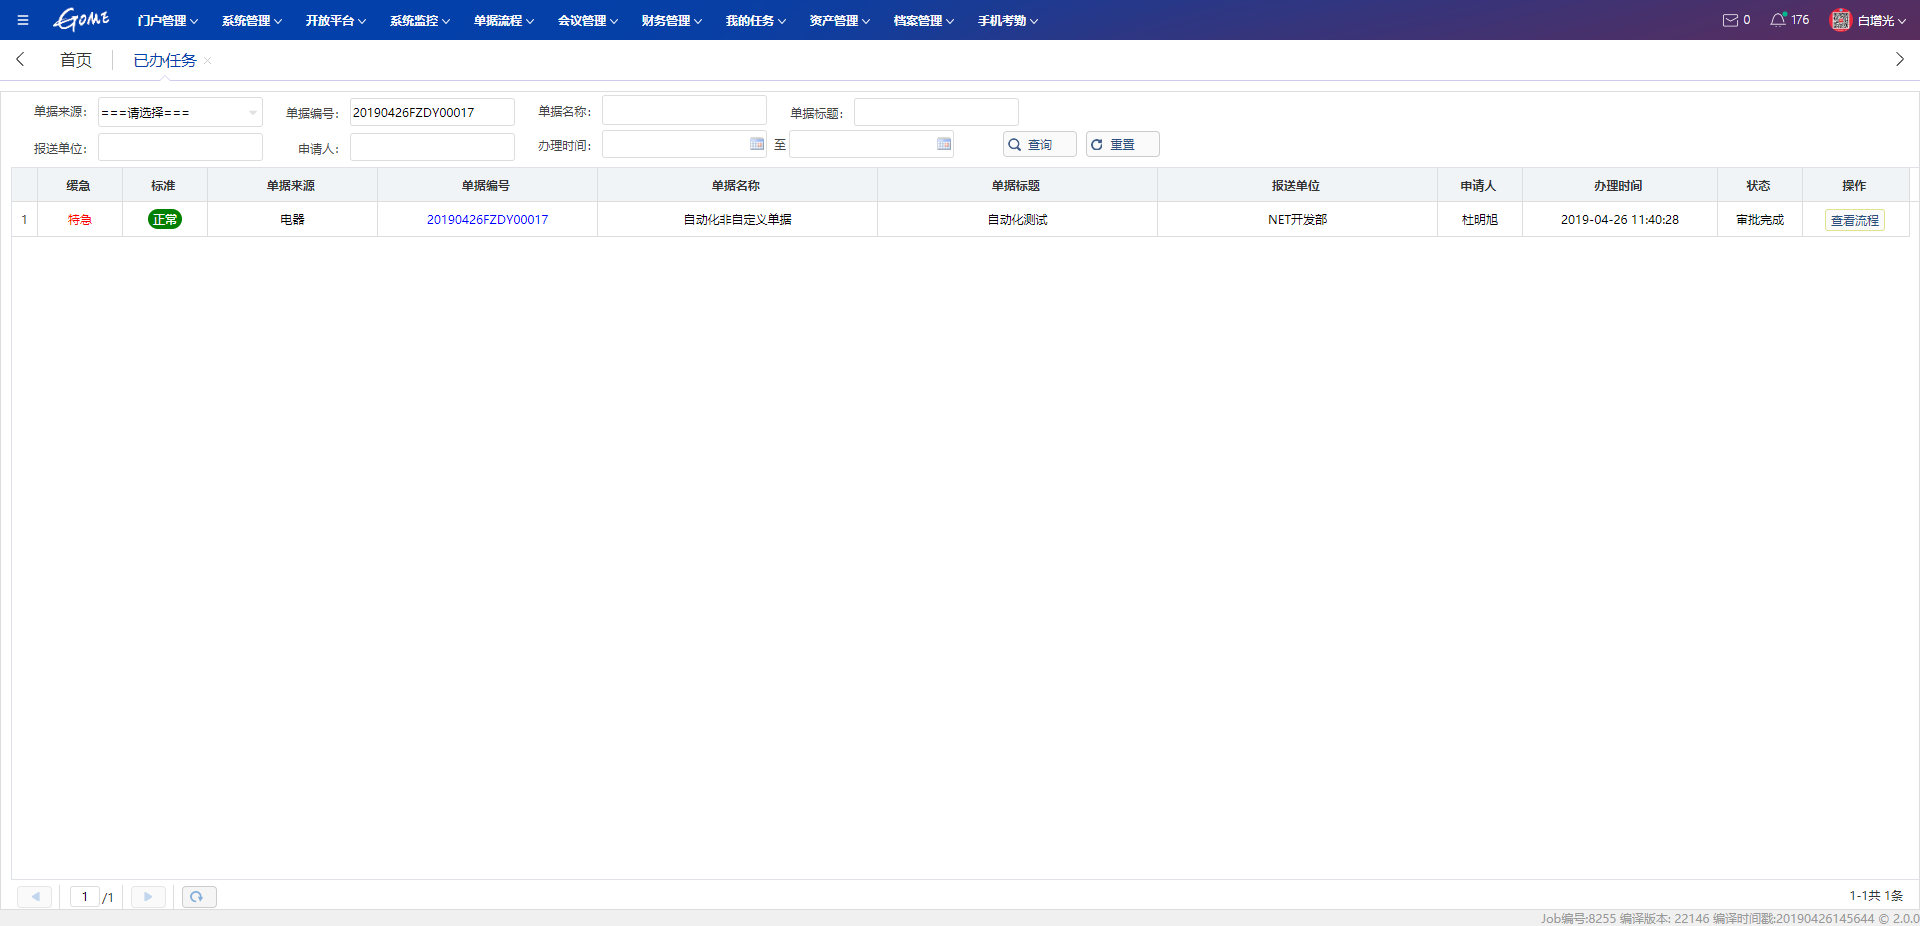 GOME 门户管理 系统管理 开放平台 系统监控 单据流程 会议管理 财务管理 我的任务 资产管理 档案管理 手机考勤 0 176 白增光
首页 已办任务
单据来源: ===请选择=== 单据编号: 20190426FZDY00017 单据名称: 单据标题:
报送单位: 申请人: 办理时间: 至 查询 重置
缓急 标准 单据来源 单据编号 单据名称 单据标题 报送单位 申请人 办理时间 状态 操作
1 特急 正常 电器 20190426FZDY00017 自动化非自定义单据 自动化测试 NET开发部 杜明旭 2019-04-26 11:40:28 审批完成 查看流程
1 /1 1-1共 1条
Job编号:8255 编译版本: 22146 编译时间戳:20190426145644 © 2.0.0